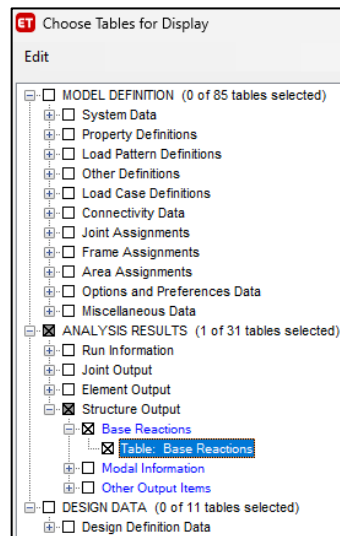 ET Choose Tables for Display
Edit
MODEL DEFINITION (0 of 85 tables selected)
System Data
Property Definitions
Load Pattern Definitions
Other Definitions
Load Case Definitions
Connectivity Data
Joint Assignments
Frame Assignments
Area Assignments
Options and Preferences Data
Miscellaneous Data
ANALYSIS RESULTS (1 of 31 tables selected)
Run Information
Joint Output
Element Output
Structure Output
Base Reactions
Table: Base Reactions
Modal Information
Other Output Items
DESIGN DATA (0 of 11 tables selected)
Design Definition Data